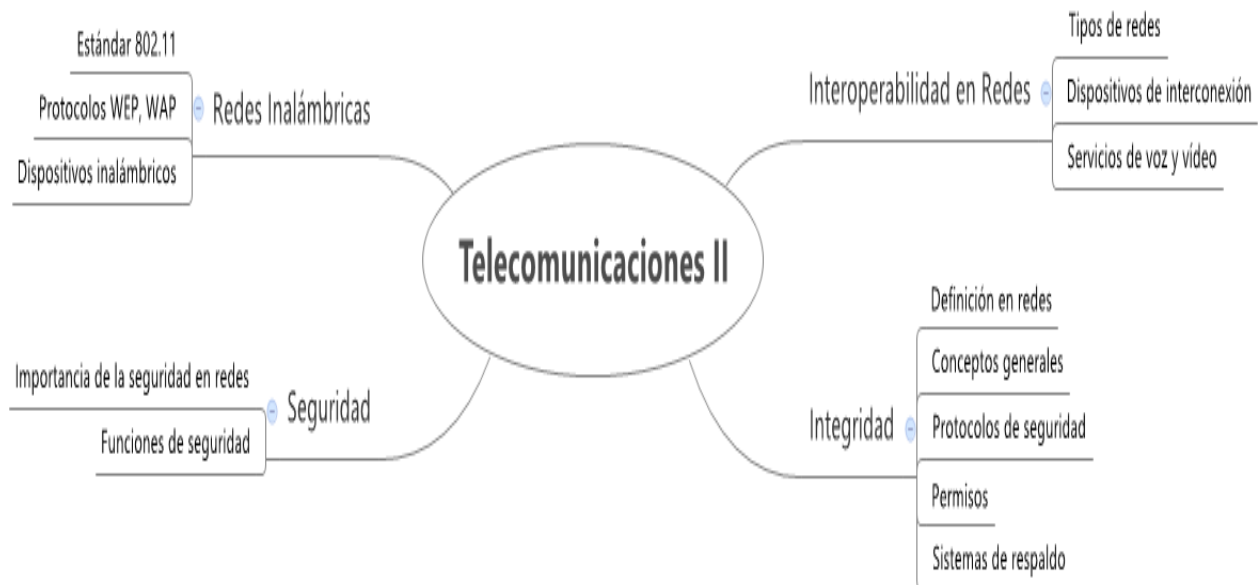 Telecomunicaciones II
Redes Inalámbricas
Estándar 802.11
Protocolos WEP, WAP
Dispositivos inalámbricos
Interoperabilidad en Redes
Tipos de redes
Dispositivos de interconexión
Servicios de voz y vídeo
Seguridad
Importancia de la seguridad en redes
Funciones de seguridad
Integridad
Definición en redes
Conceptos generales
Protocolos de seguridad
Permisos
Sistemas de respaldo